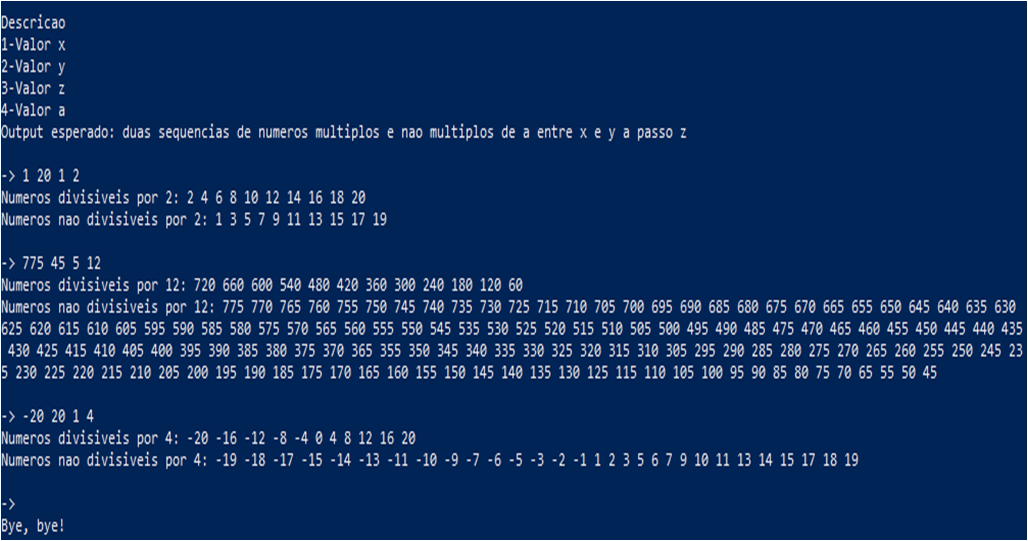 Descricao
1-Valor x
2-Valor y
3-Valor z
4-Valor a
Output esperado: duas sequencias de numeros multiplos e nao multiplos de a entre x e y a passo z
-> 1 20 1 2
Numeros divisiveis por 2: 2 4 6 8 10 12 14 16 18 20
Numeros nao divisiveis por 2: 1 3 5 7 9 11 13 15 17 19
-> 775 45 5 12
Numeros divisiveis por 12: 720 660 600 540 480 420 360 300 240 180 120 60
Numeros nao divisiveis por 12: 775 770 765 760 755 750 745 740 735 730 725 715 710 705 700 695 690 685 680 675 670 665 655 650 645 640 635 630
625 620 615 610 605 595 590 585 580 575 570 565 560 555 550 545 535 530 525 520 515 510 505 500 495 490 485 475 470 465 460 455 450 445 440 435
430 425 415 410 405 400 395 390 385 380 375 370 365 355 350 345 340 335 330 325 320 315 310 305 295 290 285 280 275 270 265 260 255 250 245 23
5 230 225 220 215 210 205 200 195 190 185 175 170 165 160 155 150 145 140 135 130 125 115 110 105 100 95 90 85 80 75 70 65 55 50 45
-> -20 20 1 4
Numeros divisiveis por 4: -20 -16 -12 -8 -4 0 4 8 12 16 20
Numeros nao divisiveis por 4: -19 -18 -17 -15 -14 -13 -11 -10 -9 -7 -6 -5 -3 -2 -1 1 2 3 5 6 7 9 10 11 13 14 15 17 18 19
->
Bye, bye!